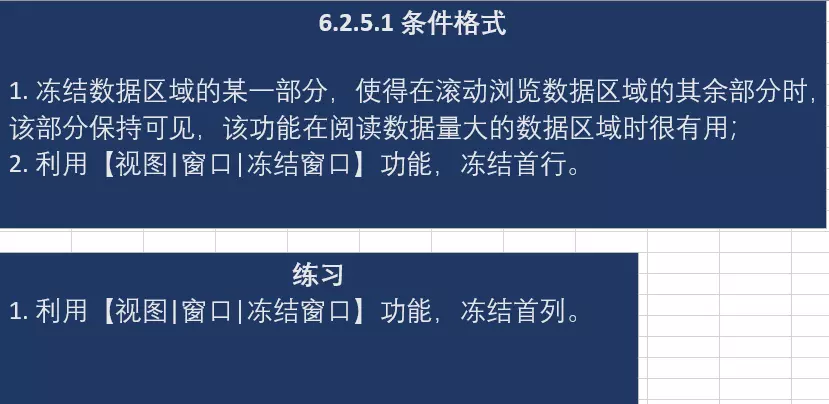 6.2.5.1 条件格式
1. 冻结数据区域的某一部分，使得在滚动浏览数据区域的其余部分时，
该部分保持可见，该功能在阅读数据量大的数据区域时很有用；
2. 利用【视图|窗口|冻结窗口】功能，冻结首行。
练习
1. 利用【视图|窗口|冻结窗口】功能，冻结首列。